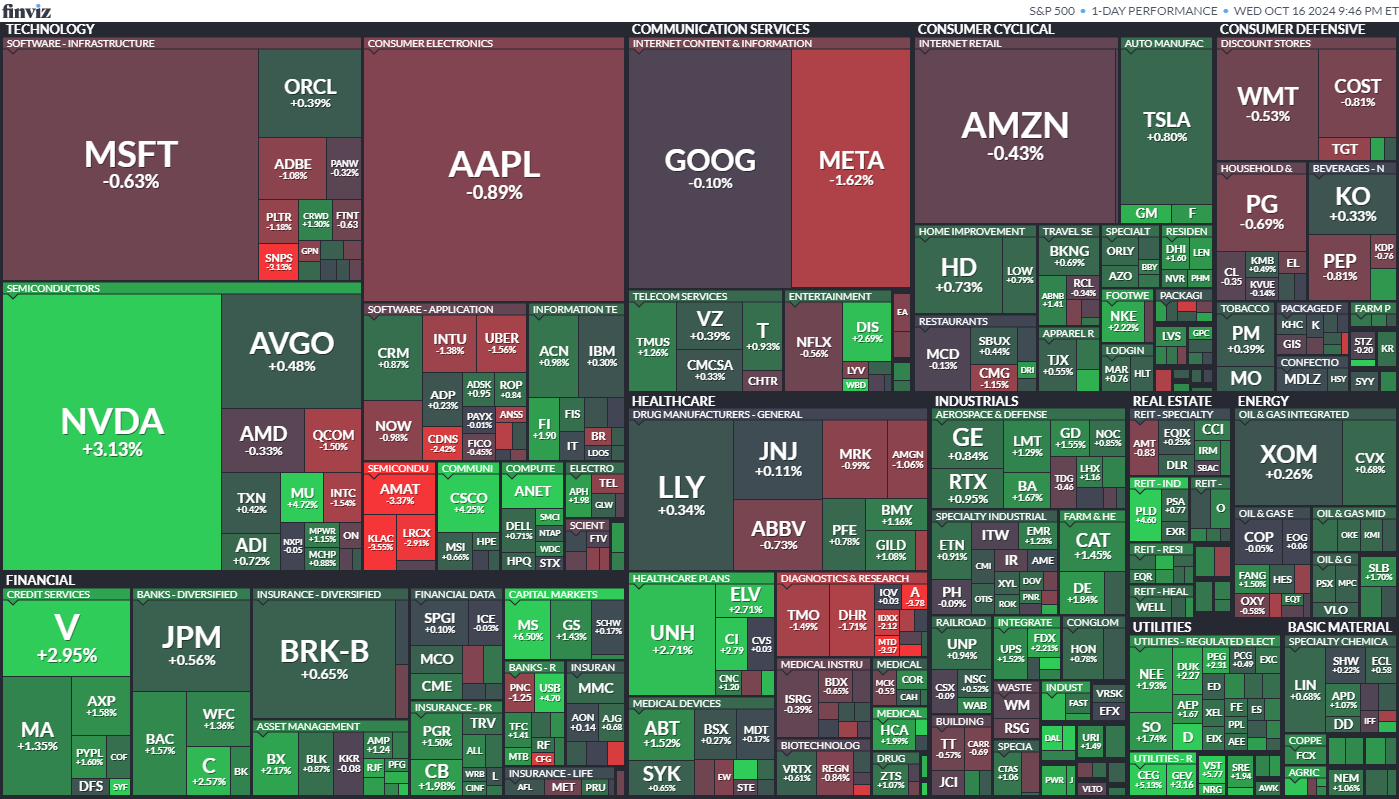 finviz
S&P 500 • 1-DAY PERFORMANCE • WED OCT 16 2024 9:46 PM ET
TECHNOLOGY
SOFTWARE - INFRASTRUCTURE
MSFT
-0.63%
ORCL
+0.39%
ADBE
-1.08%
PANW
-0.32%
PLTR
-1.18%
CRWD
+1.30%
FTNT
-0.63
SNPS
-3.13%
GPN
CONSUMER ELECTRONICS
AAPL
-0.89%
SEMICONDUCTORS
NVDA
+3.13%
AVGO
+0.48%
AMD
-0.33%
QCOM
-1.50%
TXN
+0.42%
MU
+4.72%
INTC
-1.54%
ADI
+0.72%
NXPI
-0.05
MPWR
+1.15%
ON
MCHP
+0.88%
SOFTWARE - APPLICATION
CRM
+0.87%
INTU
-1.38%
UBER
-1.56%
NOW
-0.98%
ADP
+0.23%
ADSK
+0.95
ROP
+0.84
PAYX
-0.01%
ANSS
CDNS
-2.42%
FICO
-0.45%
INFORMATION TE
ACN
+0.98%
IBM
+0.30%
FI
+1.90
FIS
IT
BR
LDOS
SEMICONDU
AMAT
-3.37%
KLAC
-3.55%
LRCX
-2.91%
COMMUNI
CSCO
+4.25%
MSI
+0.66%
HPE
COMPUTE
ANET
DELL
+0.71%
SMCI
NTAP
WDC
HPQ
STX
ELECTRO
APH
+1.98
TEL
GLW
SCIENT
FTV
COMMUNICATION SERVICES
INTERNET CONTENT & INFORMATION
GOOG
-0.10%
META
-1.62%
TELECOM SERVICES
TMUS
+1.26%
VZ
+0.39%
CMCSA
+0.33%
T
+0.93%
CHTR
ENTERTAINMENT
NFLX
-0.56%
DIS
+2.69%
LYV
WBD
EA
CONSUMER CYCLICAL
INTERNET RETAIL
AMZN
-0.43%
AUTO MANUFAC
TSLA
+0.80%
GM
F
HOME IMPROVEMENT
HD
+0.73%
LOW
+0.79%
TRAVEL SE
BKNG
+0.69%
ABNB
+1.41
RCL
-0.34%
SPECIALT
ORLY
AZO
BBY
RESIDEN
DHI
+1.60
LEN
NVR
PHM
RESTAURANTS
MCD
-0.13%
SBUX
+0.44%
CMG
-1.15%
DRI
APPAREL R
TJX
+0.55%
FOOTWE
NKE
+2.22%
LODGIN
MAR
+0.76
HLT
PACKAGI
LVS
GPC
CONSUMER DEFENSIVE
DISCOUNT STORES
WMT
-0.53%
COST
-0.81%
TGT
HOUSEHOLD &
PG
-0.69%
CL
-0.35
KMB
+0.49%
EL
KVUE
-0.14%
BEVERAGES - N
KO
+0.33%
PEP
-0.81%
KDP
-0.76
TOBACCO
PM
+0.39%
MO
PACKAGED F
KHC
K
GIS
CONFECTIO
MDLZ
HSY
FARM P
STZ
-0.20
KR
SYY
HEALTHCARE
DRUG MANUFACTURERS - GENERAL
LLY
+0.34%
JNJ
+0.11%
ABBV
-0.73%
MRK
-0.99%
AMGN
-1.06%
PFE
+0.78%
BMY
+1.16%
GILD
+1.08%
HEALTHCARE PLANS
UNH
+2.71%
ELV
+2.71%
CI
+2.79
CVS
+0.03
CNC
+1.20
DIAGNOSTICS & RESEARCH
TMO
-1.49%
DHR
-1.71%
IQV
+0.03
A
-3.78
IDXX
-2.12
MTD
-3.37
MEDICAL INSTRU
ISRG
-0.39%
BDX
-0.65%
MEDICAL
MCK
-0.53
COR
CAH
MEDICAL DEVICES
ABT
+1.52%
BSX
+0.27%
MDT
+0.17%
SYK
+0.65%
EW
STE
BIOTECHNOLOG
VRTX
+0.61%
REGN
-0.84%
MEDICAL
HCA
+1.99%
DRUG
ZTS
+1.07%
INDUSTRIALS
AEROSPACE & DEFENSE
GE
+0.84%
LMT
+1.29%
GD
+1.55%
NOC
+0.85%
RTX
+0.95%
BA
+1.67%
TDG
-0.46
LHX
+1.16
SPECIALTY INDUSTRIAL
ETN
+0.91%
ITW
EMR
+1.23%
CMI
IR
AME
PH
-0.09%
OTIS
XYL
DOV
ROK
PNR
FARM & HE
CAT
+1.45%
DE
+1.84%
RAILROAD
UNP
+0.94%
CSX
-0.09
NSC
+0.52%
WAB
INTEGRATE
UPS
+1.52%
FDX
+2.21%
CONGLOM
HON
+0.78%
WASTE
WM
RSG
INDUST
FAST
VRSK
EFX
BUILDING
TT
-0.57%
CARR
-0.69
JCI
SPECIA
CTAS
+1.06
DAL
URI
+1.49
PWR
J
VLTO
REAL ESTATE
REIT - SPECIALTY
AMT
-0.83
EQIX
+0.25%
CCI
DLR
IRM
SBAC
REIT - IND
PLD
+4.60
PSA
+0.77
EXR
REIT -
O
REIT - RESI
EQR
REIT - HEAL
WELL
ENERGY
OIL & GAS INTEGRATED
XOM
+0.26%
CVX
+0.68%
OIL & GAS E
COP
-0.05%
EOG
+0.06
FANG
+1.50%
HES
OXY
-0.58%
EQT
OIL & GAS MID
OKE
KMI
OIL & G
PSX
MPC
VLO
SLB
+1.70%
UTILITIES
UTILITIES - REGULATED ELECT
NEE
+1.93%
DUK
+2.27
PEG
+2.31
PCG
+0.49
EXC
SO
+1.74%
AEP
+1.67
ED
XEL
FE
ES
PPL
D
EIX
AEE
UTILITIES - R
CEG
+5.13%
GEV
+3.16
VST
+5.77
NRG
SRE
+1.94
AWK
BASIC MATERIAL
SPECIALTY CHEMICA
LIN
+0.68%
SHW
+0.22%
ECL
+0.58
APD
+1.07%
DD
IFF
COPPE
FCX
AGRIC
NEM
+1.06%
FINANCIAL
CREDIT SERVICES
V
+2.95%
MA
+1.35%
AXP
+1.58%
PYPL
+1.60%
COF
DFS
SYF
BANKS - DIVERSIFIED
JPM
+0.56%
BAC
+1.57%
WFC
+1.36%
C
+2.57%
BK
INSURANCE - DIVERSIFIED
BRK-B
+0.65%
ASSET MANAGEMENT
BX
+2.17%
BLK
+0.87%
KKR
-0.08
AMP
+1.24
RJF
PFG
FINANCIAL DATA
SPGI
+0.10%
ICE
-0.03%
MCO
CME
INSURANCE - PR
PGR
+1.50%
TRV
ALL
CB
+1.98%
WRB
L
CINF
CAPITAL MARKETS
MS
+6.50%
GS
+1.43%
SCHW
+0.17%
BANKS - R
PNC
-1.25
USB
+4.70
TFC
+1.41
MTB
RF
CFG
INSURAN
MMC
AON
+0.14
AJG
+0.68
INSURANCE - LIFE
AFL
MET
PRU